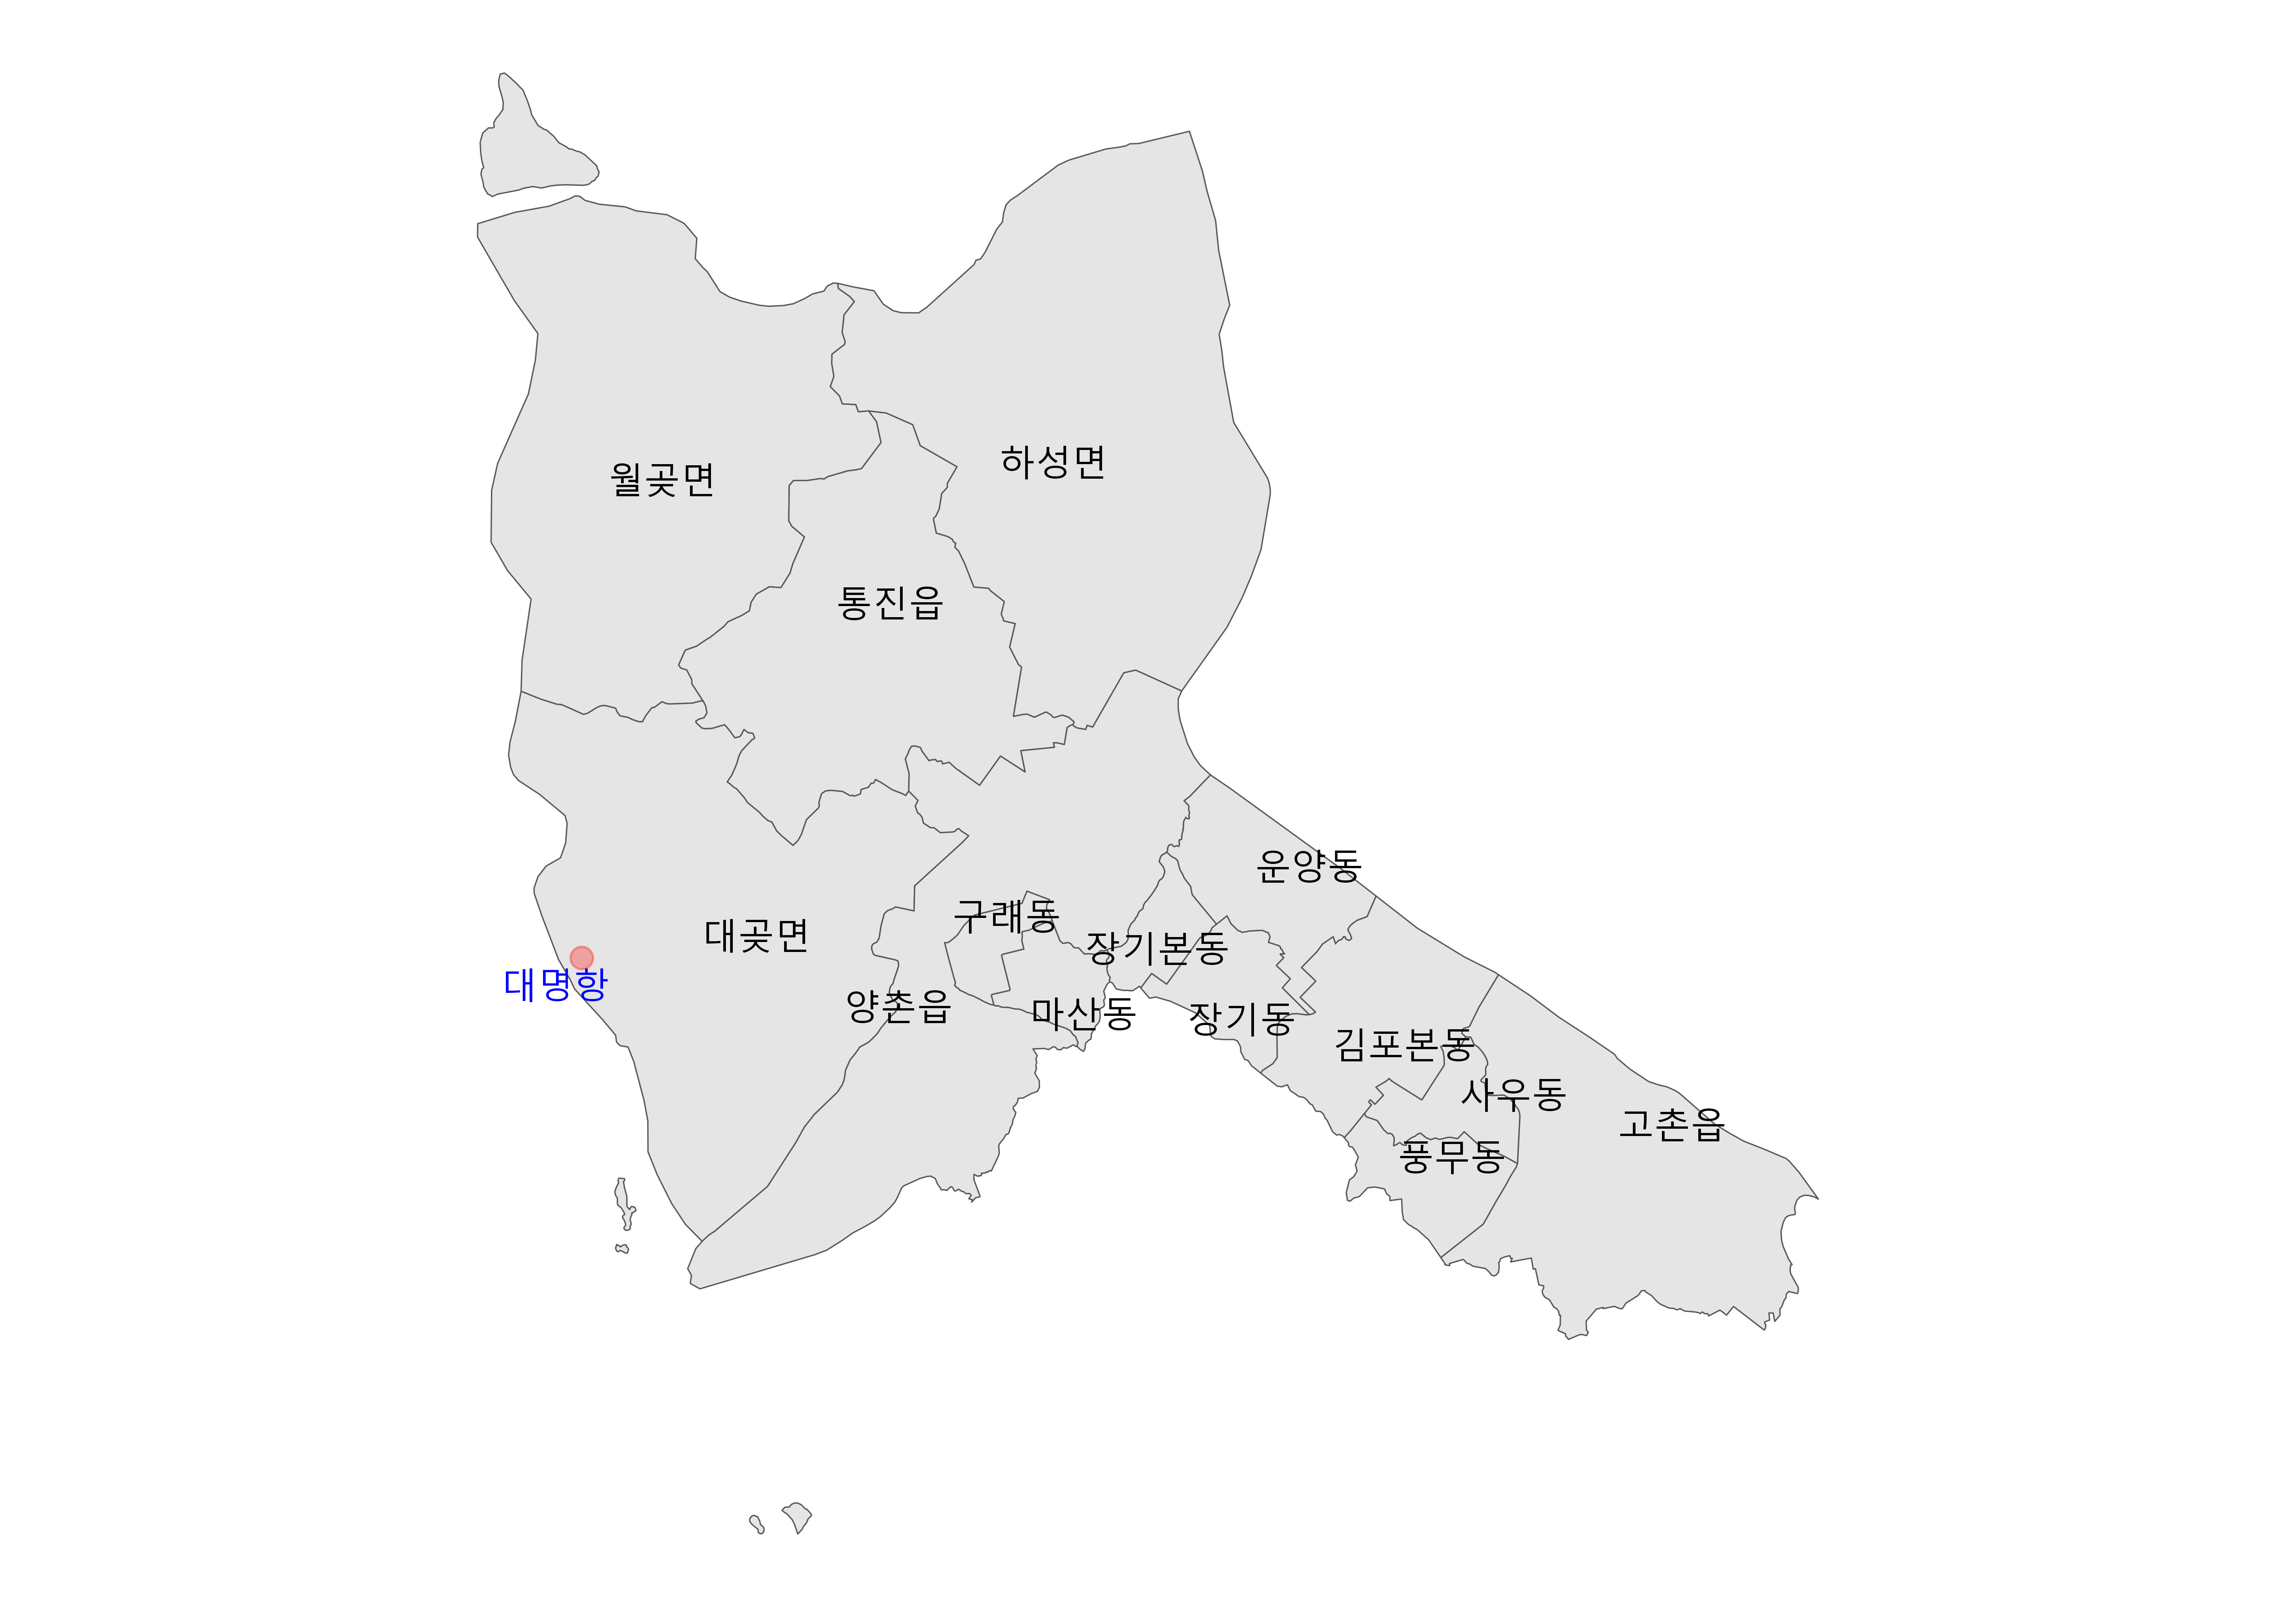 하성면
월곶면
통진읍
운양동
구래동
대곶면
장기본동
대명항
양촌읍
마산동
장기동
김포본동
사우동
고촌읍
풍무동